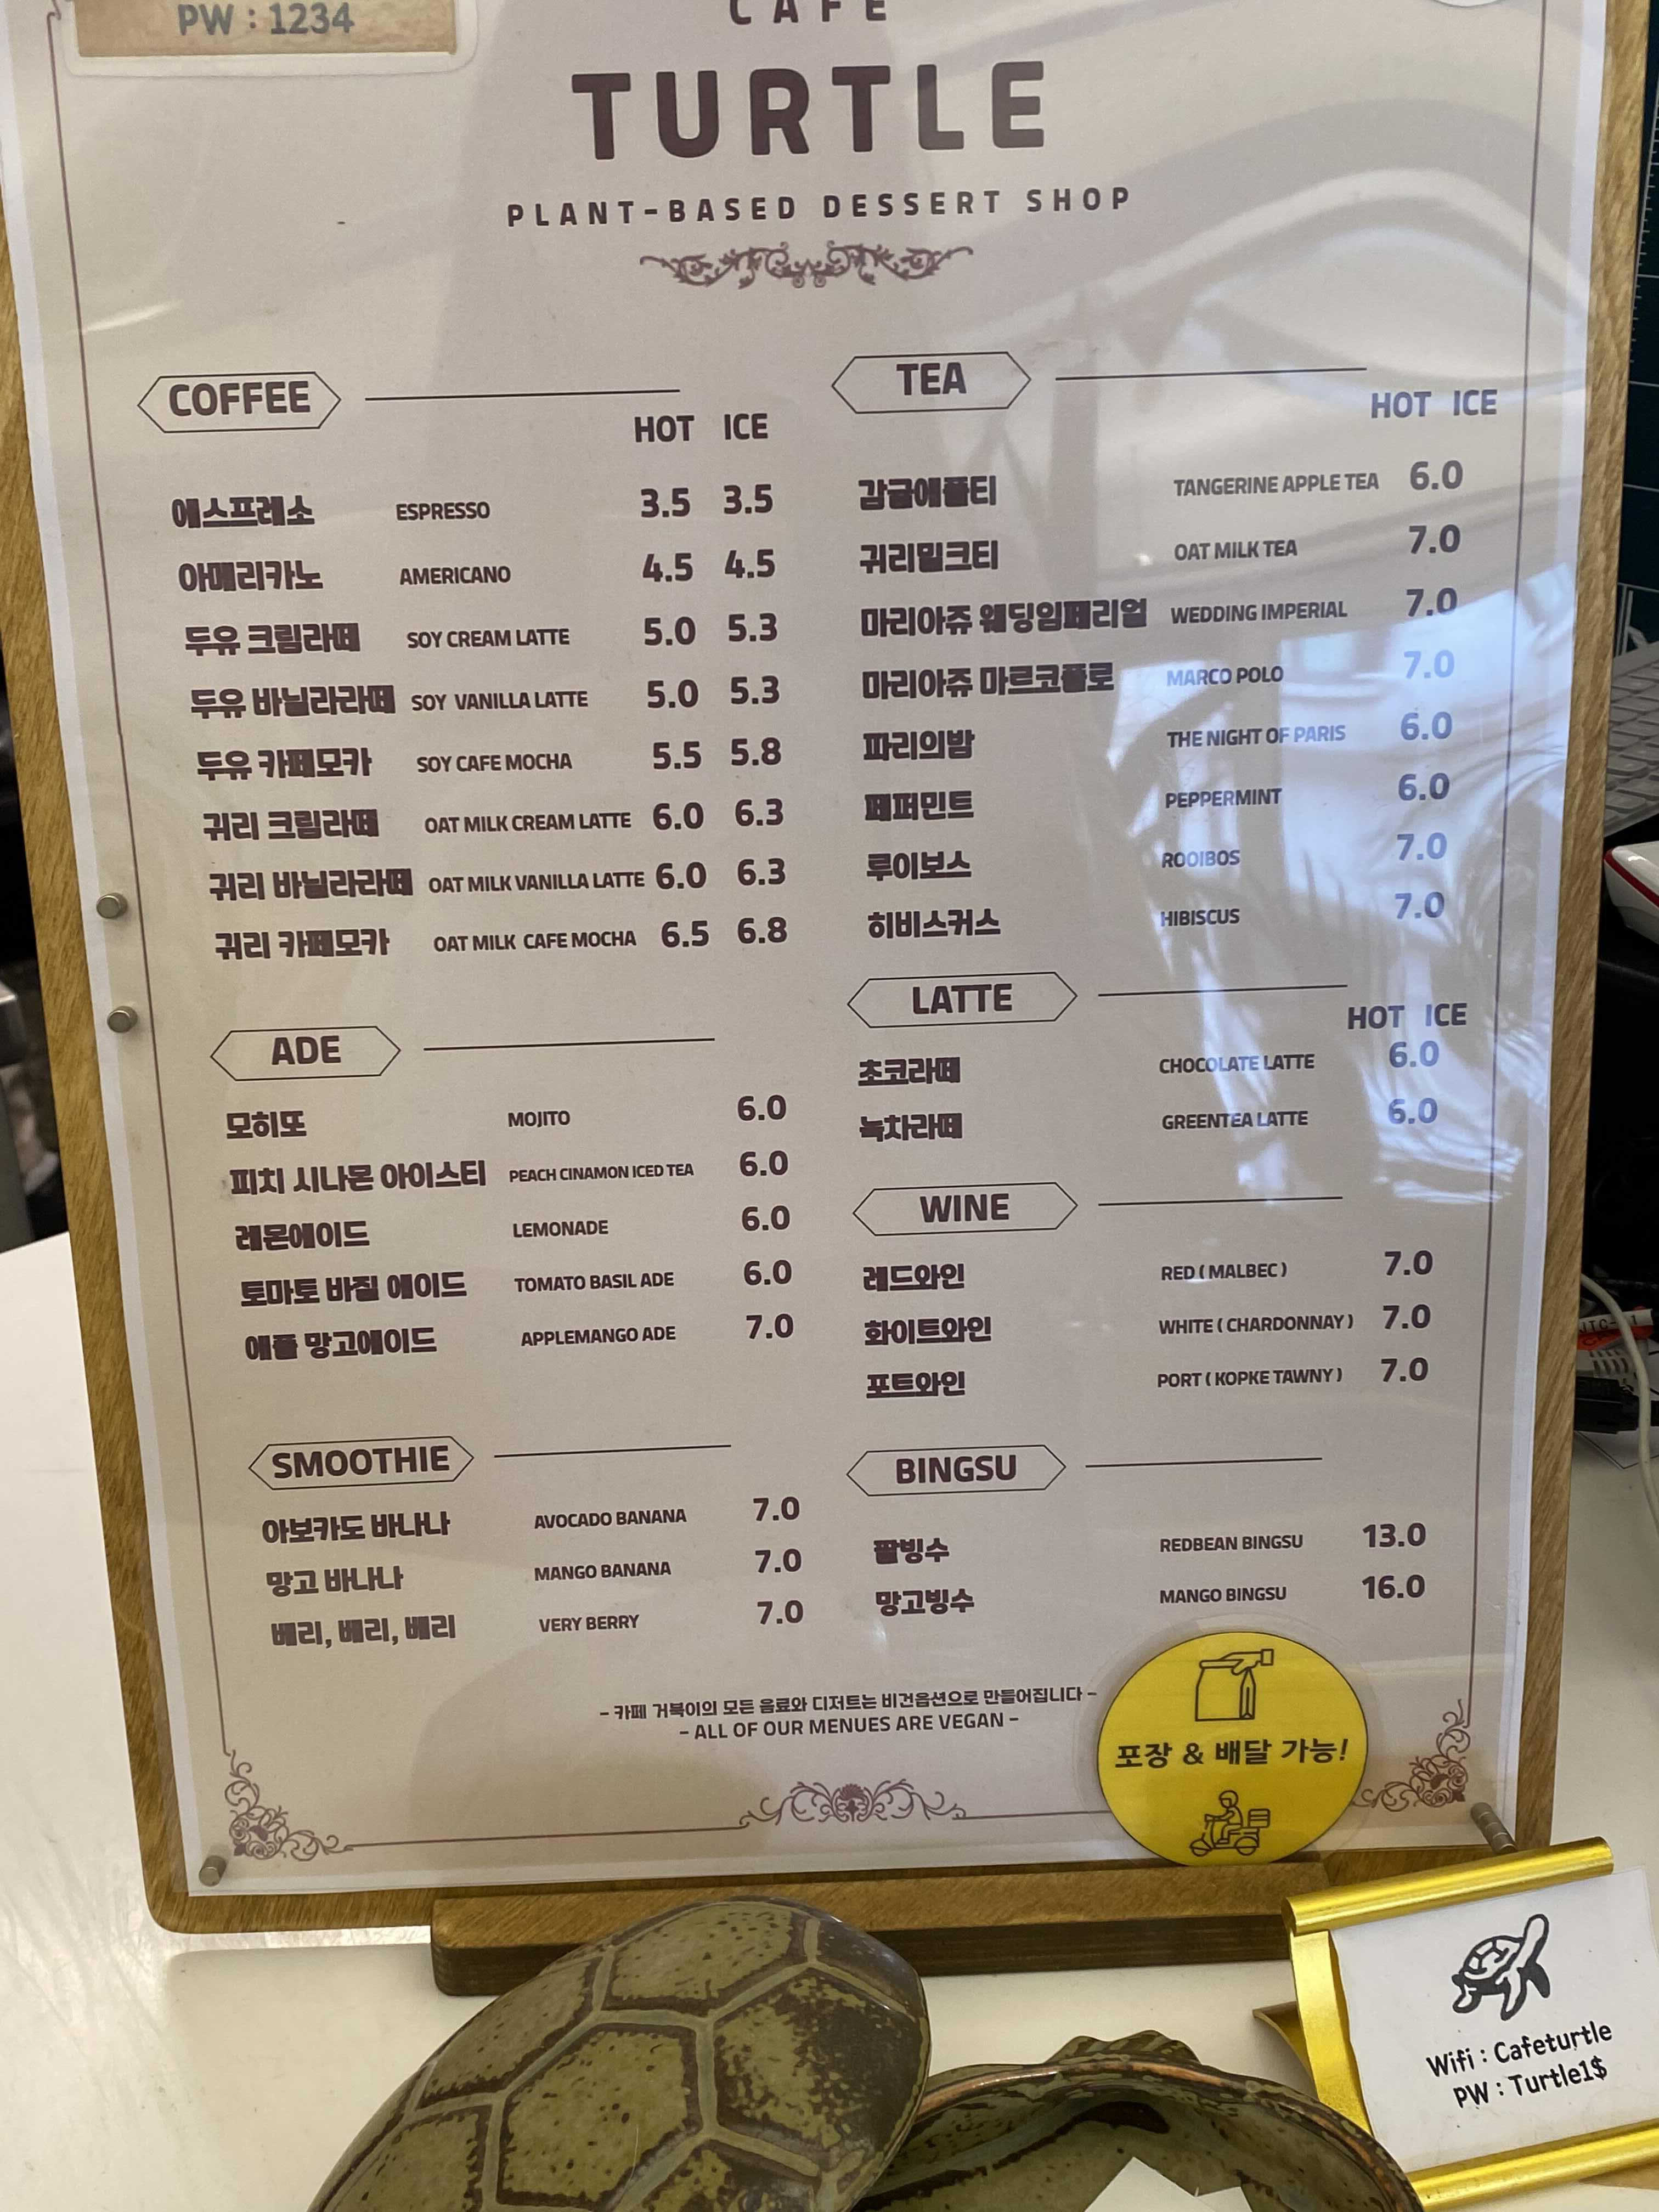 PW : 1234
CAFE
TURTLE
PLANT-BASED DESSERT SHOP
COFFEE
HOT ICE
에스프레소 ESPRESSO 3.5 3.5
아메리카노 AMERICANO 4.5 4.5
두유 크림라떼 SOY CREAM LATTE 5.0 5.3
두유 바닐라라떼 SOY VANILLA LATTE 5.0 5.3
두유 카페모카 SOY CAFE MOCHA 5.5 5.8
귀리 크림라떼 OAT MILK CREAM LATTE 6.0 6.3
귀리 바닐라라떼 OAT MILK VANILLA LATTE 6.0 6.3
귀리 카페모카 OAT MILK CAFE MOCHA 6.5 6.8
ADE
모히또 MOJITO 6.0
피치 시나몬 아이스티 PEACH CINAMON ICED TEA 6.0
레몬에이드 LEMONADE 6.0
토마토 바질 에이드 TOMATO BASIL ADE 6.0
애플 망고에이드 APPLEMANGO ADE 7.0
SMOOTHIE
아보카도 바나나 AVOCADO BANANA 7.0
망고 바나나 MANGO BANANA 7.0
베리, 베리, 베리 VERY BERRY 7.0
TEA
HOT ICE
감귤애플티 TANGERINE APPLE TEA 6.0
귀리밀크티 OAT MILK TEA 7.0
마리아쥬 웨딩임페리얼 WEDDING IMPERIAL 7.0
마리아쥬 마르코폴로 MARCO POLO 7.0
파리의밤 THE NIGHT OF PARIS 6.0
페퍼민트 PEPPERMINT 6.0
루이보스 ROOIBOS 7.0
히비스커스 HIBISCUS 7.0
LATTE
HOT ICE
초코라떼 CHOCOLATE LATTE 6.0
녹차라떼 GREENTEA LATTE 6.0
WINE
레드와인 RED ( MALBEC ) 7.0
화이트와인 WHITE ( CHARDONNAY ) 7.0
포트와인 PORT ( KOPKE TAWNY ) 7.0
BINGSU
팥빙수 REDBEAN BINGSU 13.0
망고빙수 MANGO BINGSU 16.0
- 카페 거북이의 모든 음료와 디저트는 비건옵션으로 만들어집니다 -
- ALL OF OUR MENUES ARE VEGAN -
포장 & 배달 가능!
Wifi : Cafeturtle
PW : Turtle1$